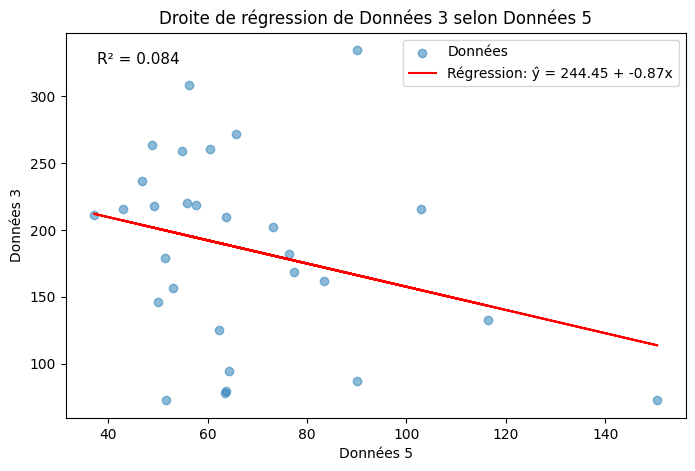 Droite de régression de Données 3 selon Données 5
R² = 0.084
Données
Régression: ŷ = 244.45 + -0.87x
300
250
200
150
100
Données 3
40 60 80 100 120 140
Données 5